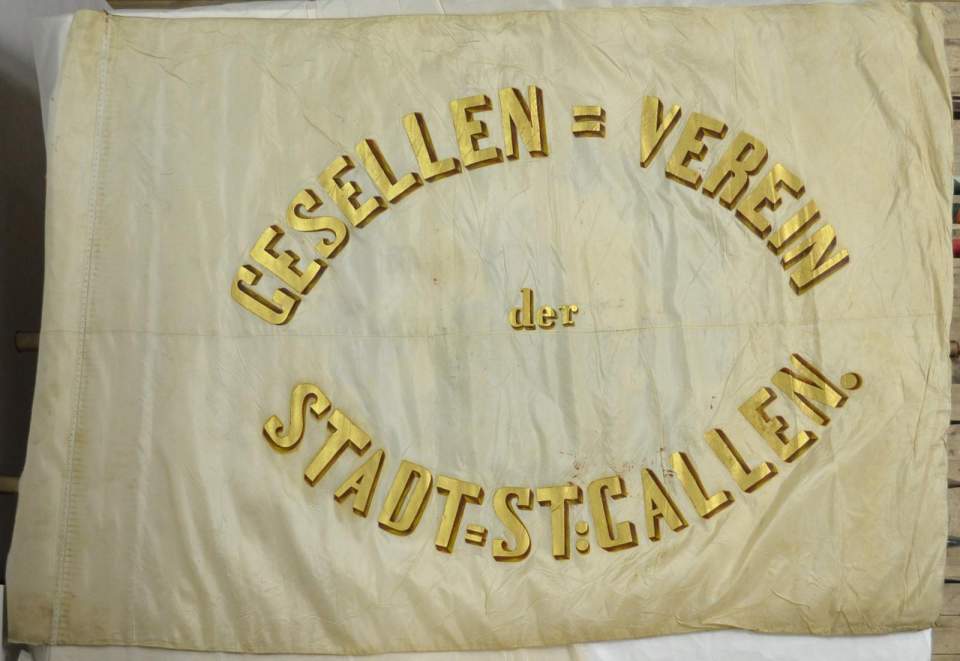 GESELLEN = VEREIN
der
STADT=ST:GALLEN.